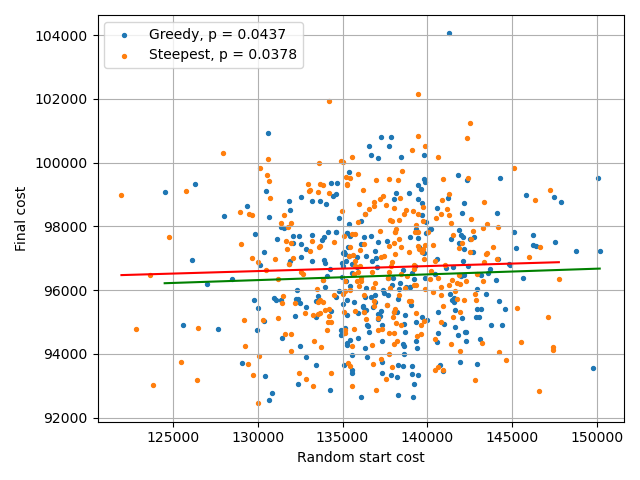 Greedy, p = 0.0437
Steepest, p = 0.0378
104000
102000
100000
98000
96000
94000
92000
Final cost
125000 130000 135000 140000 145000 150000
Random start cost